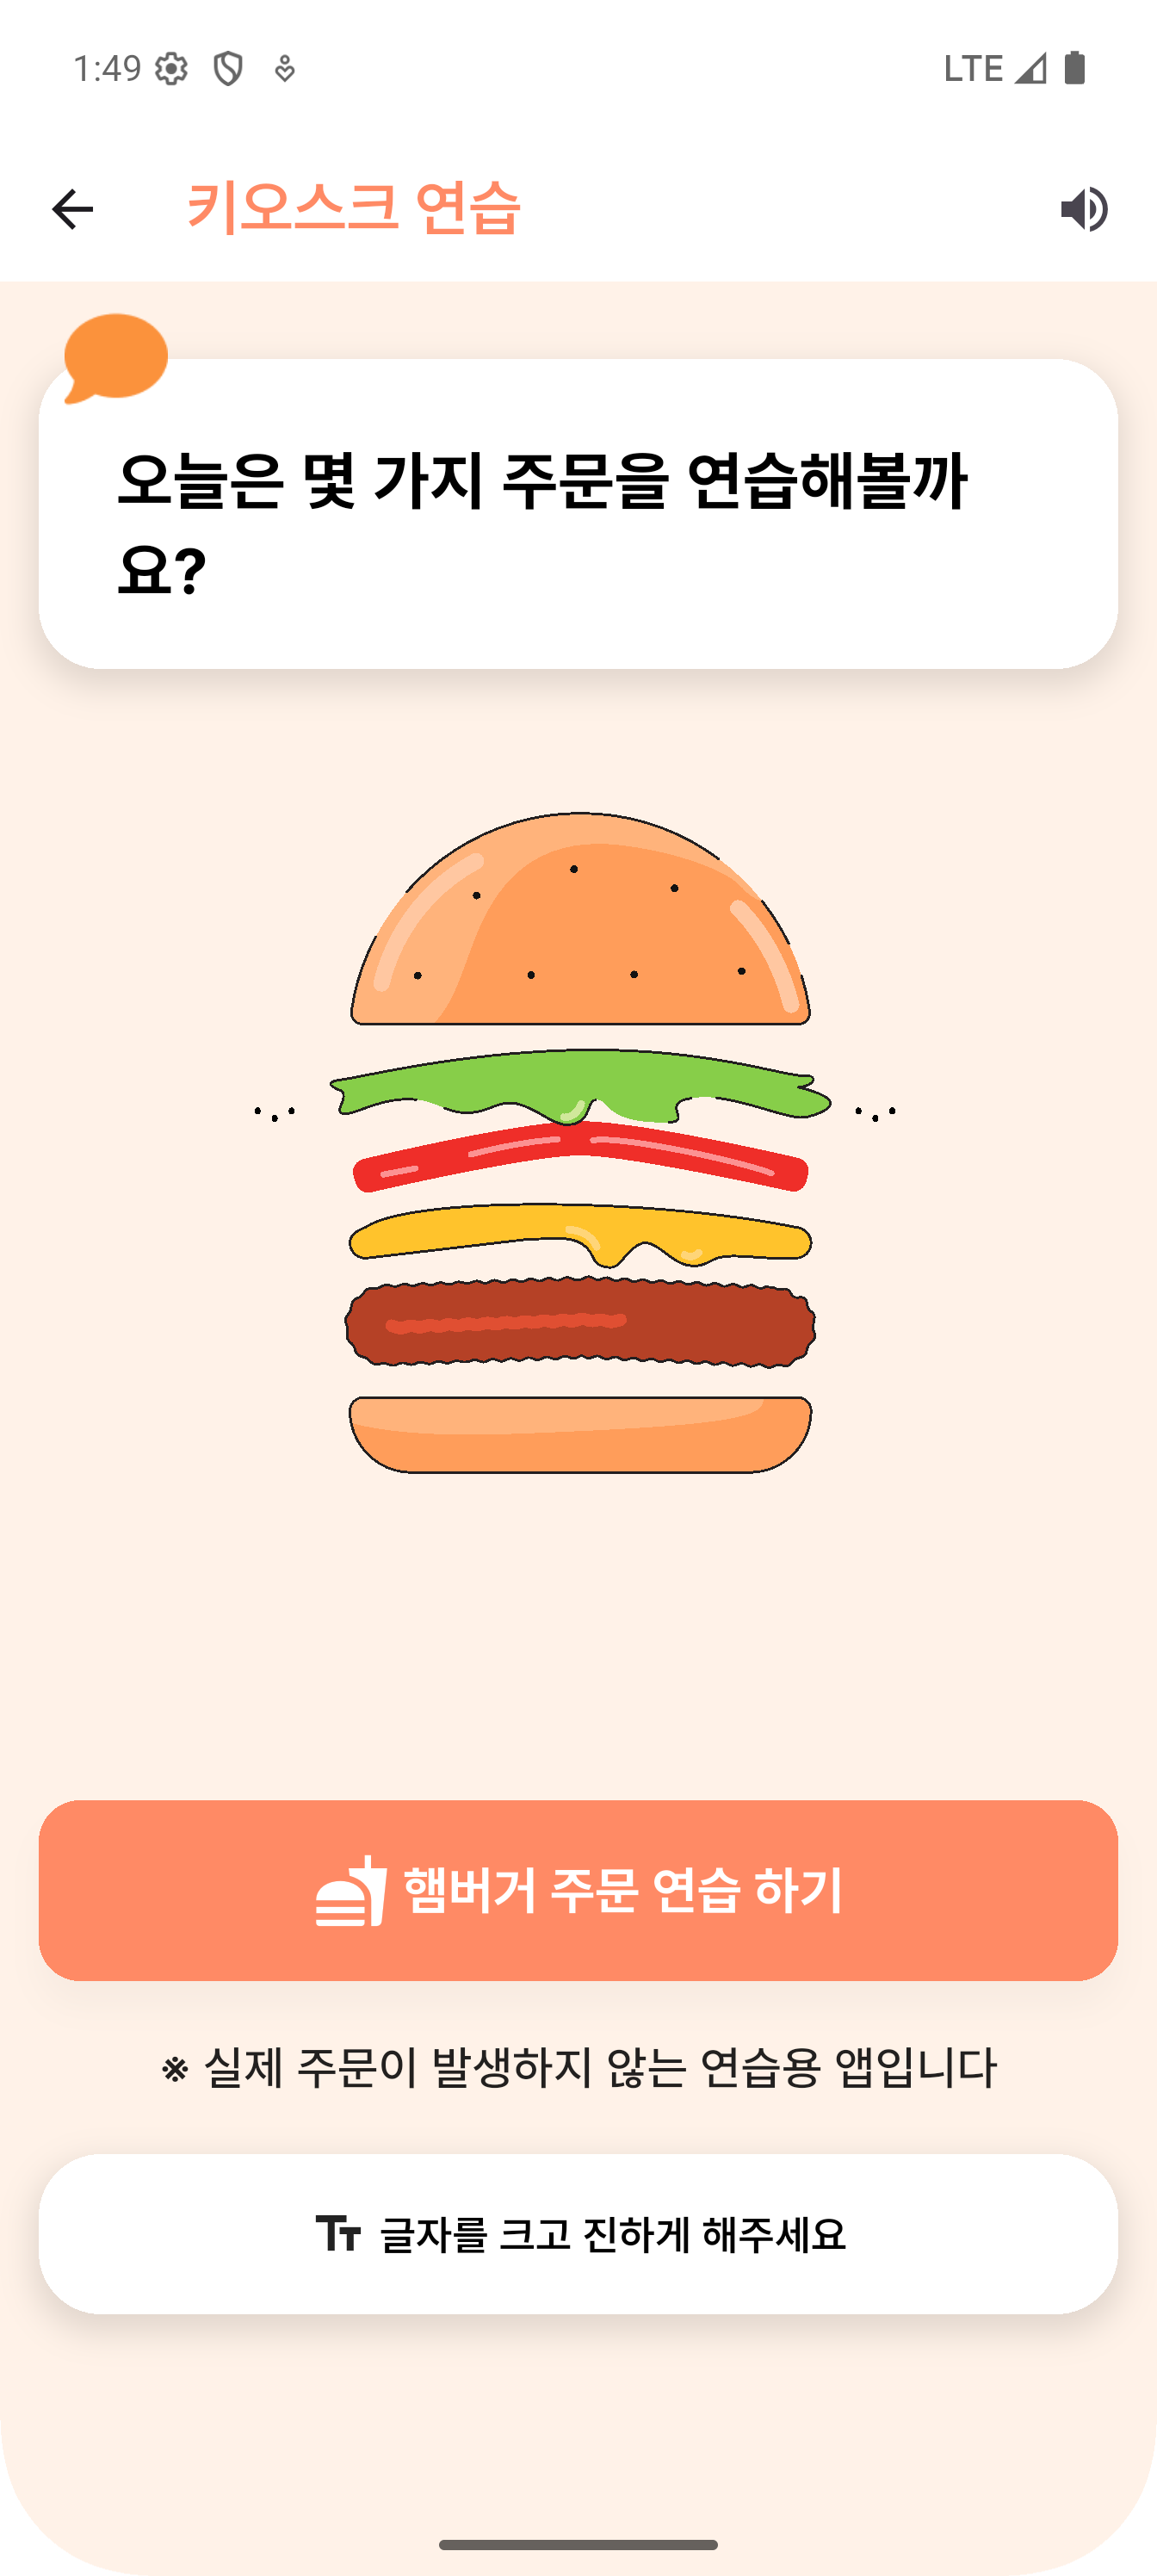 1:49
LTE
키오스크 연습
오늘은 몇 가지 주문을 연습해볼까
요?
햄버거 주문 연습 하기
※ 실제 주문이 발생하지 않는 연습용 앱입니다
글자를 크고 진하게 해주세요